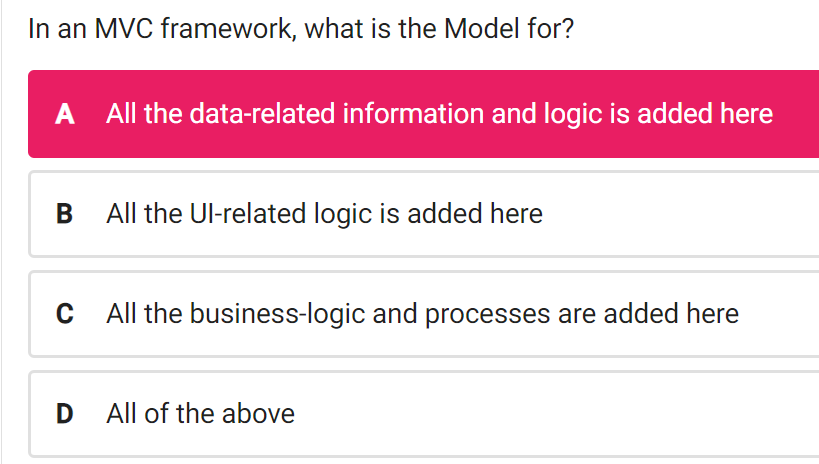 In an MVC framework, what is the Model for?
A All the data-related information and logic is added here
B All the UI-related logic is added here
C All the business-logic and processes are added here
D All of the above